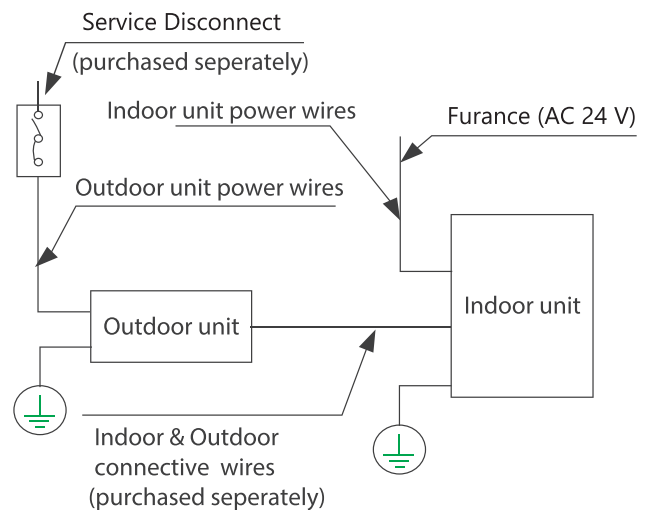 Service Disconnect
(purchased seperately)
Indoor unit power wires
Furance (AC 24 V)
Outdoor unit power wires
Outdoor unit
Indoor unit
Indoor & Outdoor
connective wires
(purchased seperately)